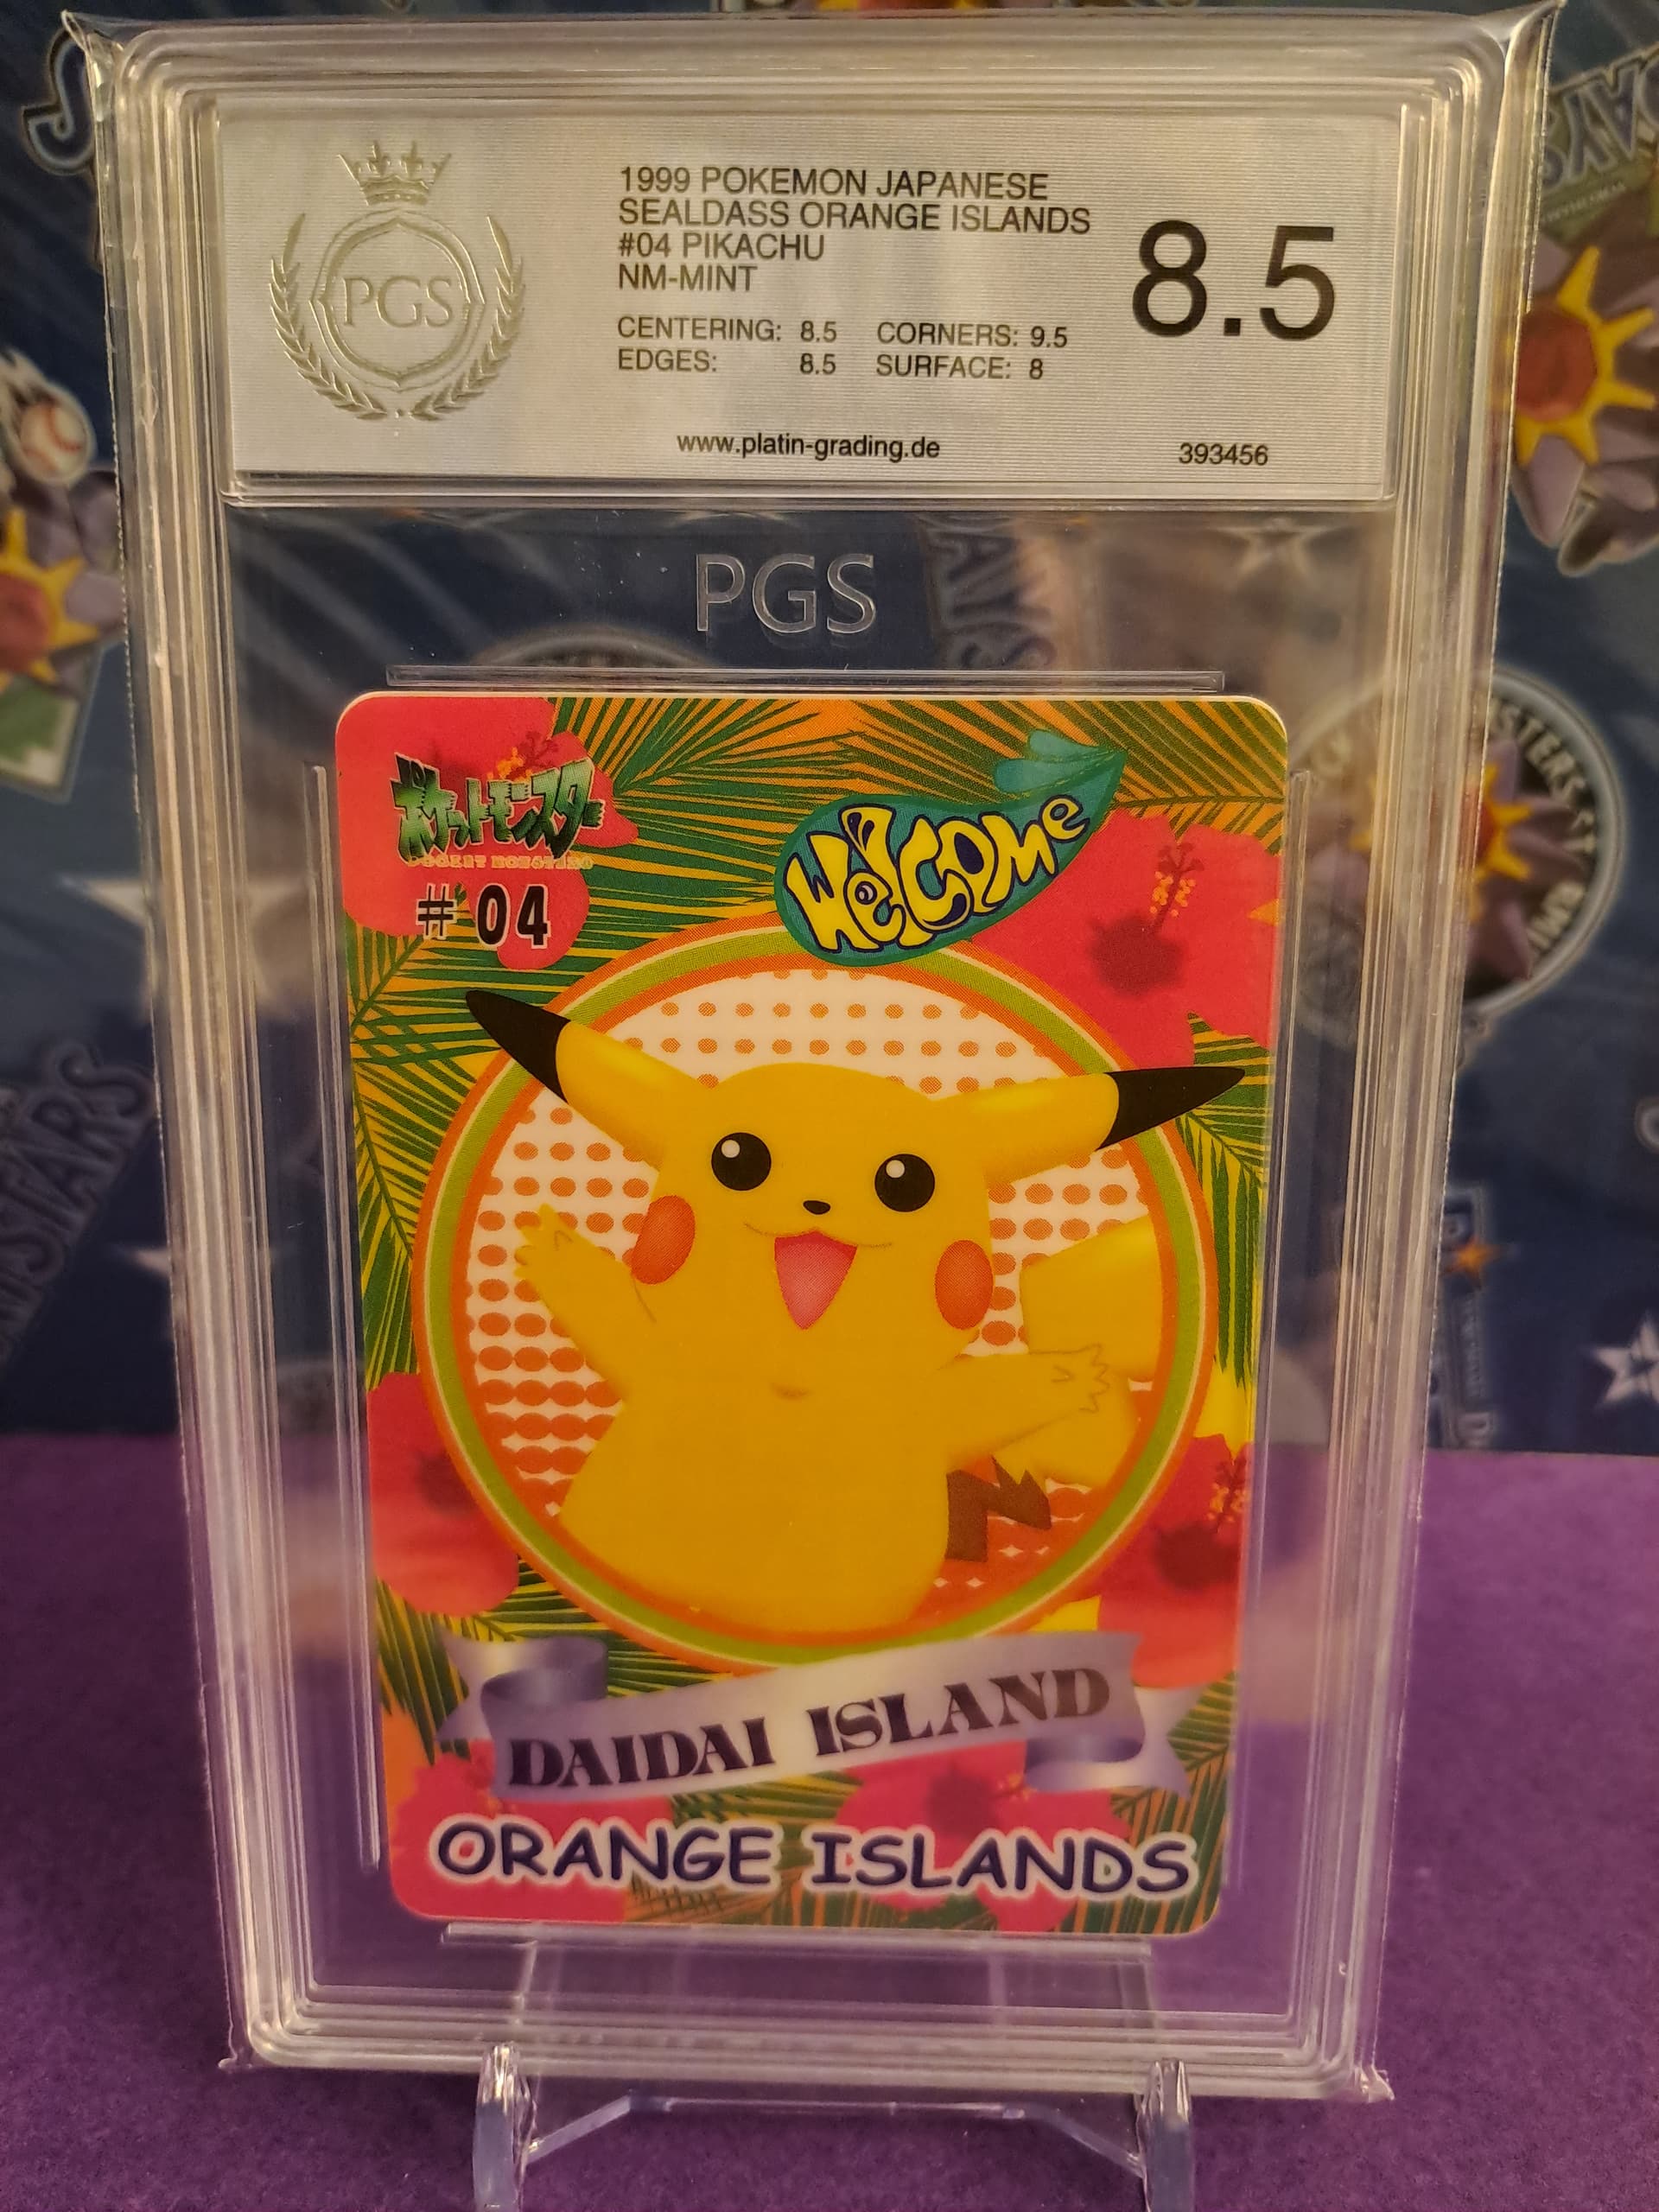 PGS
1999 POKEMON JAPANESE
SEALDASS ORANGE ISLANDS
#04 PIKACHU
NM-MINT
8.5
CENTERING: 8.5 CORNERS: 9.5
EDGES: 8.5 SURFACE: 8
www.platin-grading.de
393456
PGS
ポケットモンスター
POCKET MONSTERS
#04
Welcome
DAIDAI ISLAND
ORANGE ISLANDS